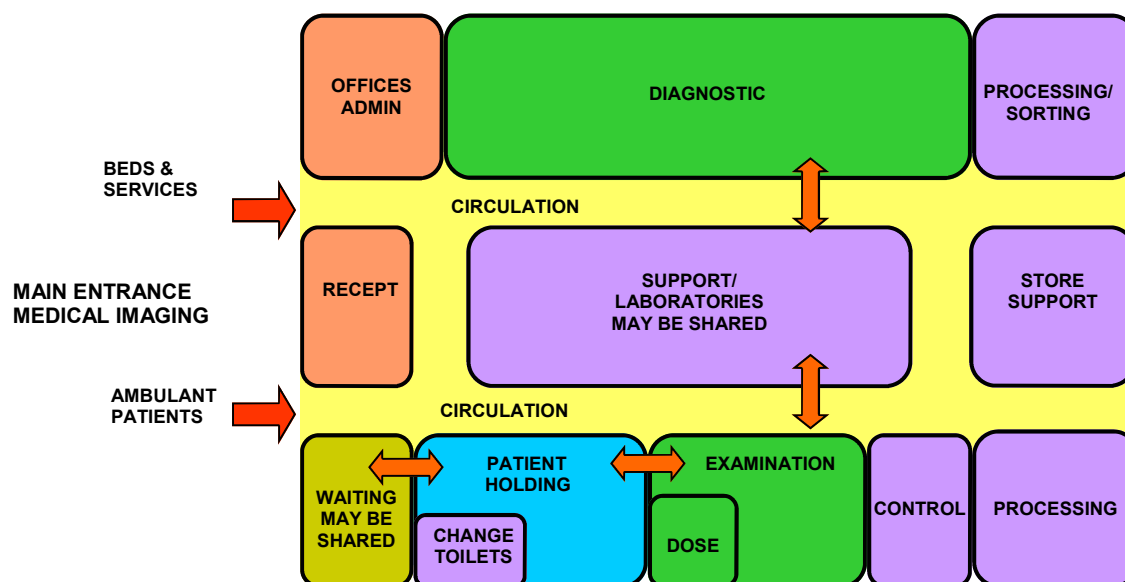 OFFICES
ADMIN
DIAGNOSTIC
PROCESSING/
SORTING
BEDS &
SERVICES
CIRCULATION
MAIN ENTRANCE
MEDICAL IMAGING
RECEPT
SUPPORT/
LABORATORIES
MAY BE SHARED
STORE
SUPPORT
AMBULANT
PATIENTS
CIRCULATION
WAITING
MAY BE
SHARED
PATIENT
HOLDING
CHANGE
TOILETS
EXAMINATION
DOSE
CONTROL
PROCESSING